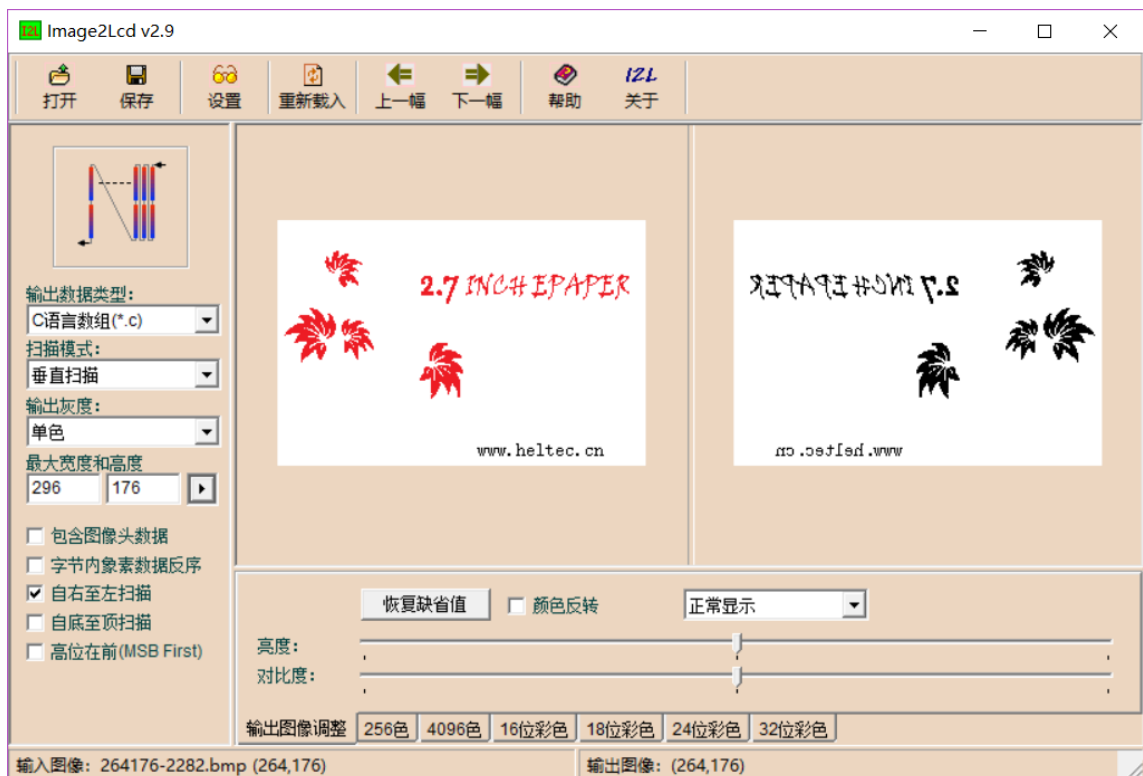 Image2Lcd v2.9
打开 保存 设置 重新载入 上一幅 下一幅 帮助 I2L 关于
输出数据类型:
C语言数组(*.c)
扫描模式:
垂直扫描
输出灰度:
单色
最大宽度和高度
296 176
包含图像头数据
字节内象素数据反序
自右至左扫描
自底至顶扫描
高位在前(MSB First)
2.7 INCH EPAPER
www.heltec.cn
2.7 INCH EPAPER
www.heltec.cn
恢复缺省值 颜色反转 正常显示
亮度:
对比度:
输出图像调整 256色 4096色 16位彩色 18位彩色 24位彩色 32位彩色
输入图像: 264176-2282.bmp (264,176) 输出图像: (264,176)